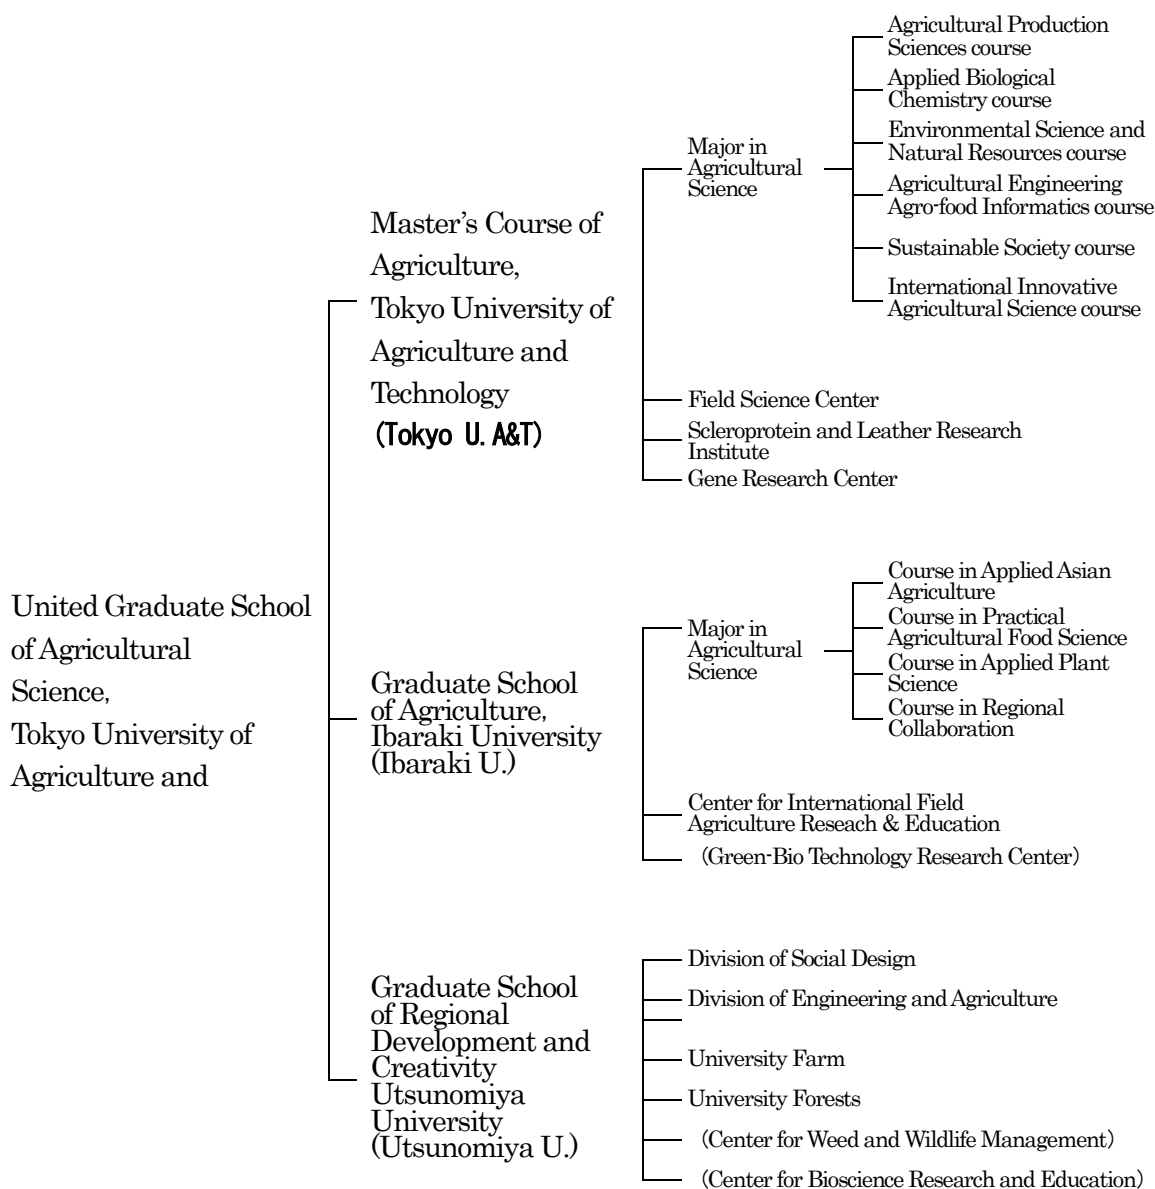 United Graduate School
of Agricultural
Science,
Tokyo University of
Agriculture and
Master’s Course of
Agriculture,
Tokyo University of
Agriculture and
Technology
(Tokyo U. A&T)
Major in
Agricultural
Science
Agricultural Production
Sciences course
Applied Biological
Chemistry course
Environmental Science and
Natural Resources course
Agricultural Engineering
Agro-food Informatics course
Sustainable Society course
International Innovative
Agricultural Science course
Field Science Center
Scleroprotein and Leather Research
Institute
Gene Research Center
Graduate School
of Agriculture,
Ibaraki University
(Ibaraki U.)
Major in
Agricultural
Science
Course in Applied Asian
Agriculture
Course in Practical
Agricultural Food Science
Course in Applied Plant
Science
Course in Regional
Collaboration
Center for International Field
Agriculture Reseach & Education
(Green-Bio Technology Research Center)
Graduate School
of Regional
Development and
Creativity
Utsunomiya
University
(Utsunomiya U.)
Division of Social Design
Division of Engineering and Agriculture
University Farm
University Forests
(Center for Weed and Wildlife Management)
(Center for Bioscience Research and Education)